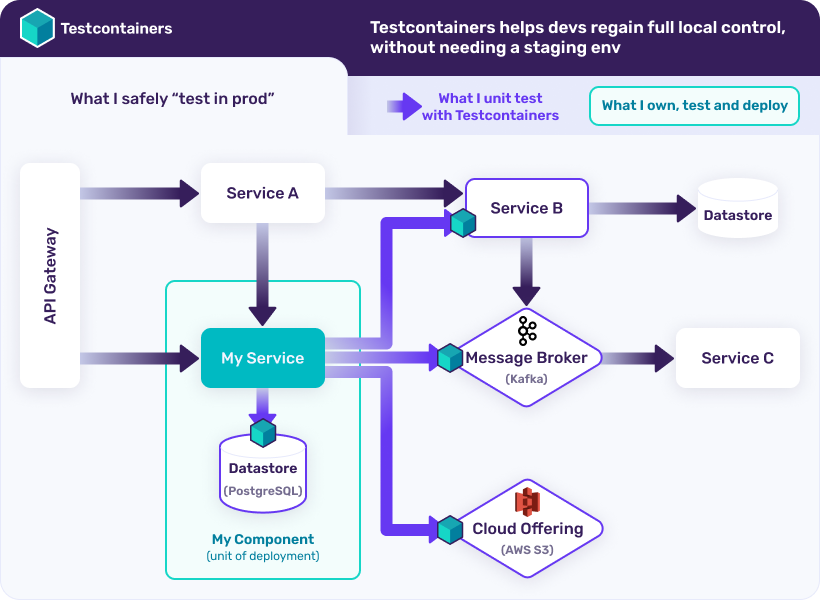 Testcontainers
Testcontainers helps devs regain full local control,
without needing a staging env
What I safely “test in prod”
What I unit test
with Testcontainers
What I own, test and deploy
API Gateway
Service A
Service B
Datastore
My Service
Message Broker
(Kafka)
Service C
Datastore
(PostgreSQL)
Cloud Offering
(AWS S3)
My Component
(unit of deployment)